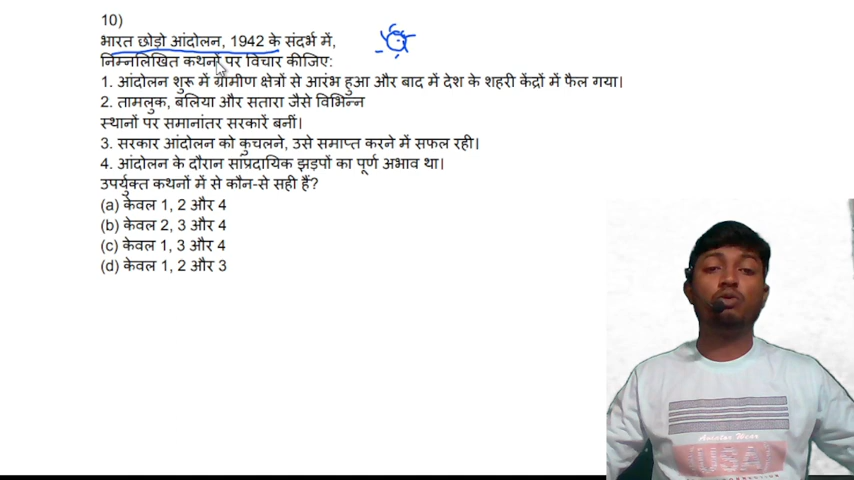 10)
भारत छोड़ो आंदोलन, 1942 के संदर्भ में,
निम्नलिखित कथनों पर विचार कीजिए:
1. आंदोलन शुरू में ग्रामीण क्षेत्रों से आरंभ हुआ और बाद में देश के शहरी केंद्रों में फैल गया।
2. तामलुक, बलिया और सतारा जैसे विभिन्न
स्थानों पर समानांतर सरकारें बनीं।
3. सरकार आंदोलन को कुचलने, उसे समाप्त करने में सफल रही।
4. आंदोलन के दौरान सांप्रदायिक झड़पों का पूर्ण अभाव था।
उपर्युक्त कथनों में से कौन-से सही हैं?
(a) केवल 1, 2 और 4
(b) केवल 2, 3 और 4
(c) केवल 1, 3 और 4
(d) केवल 1, 2 और 3